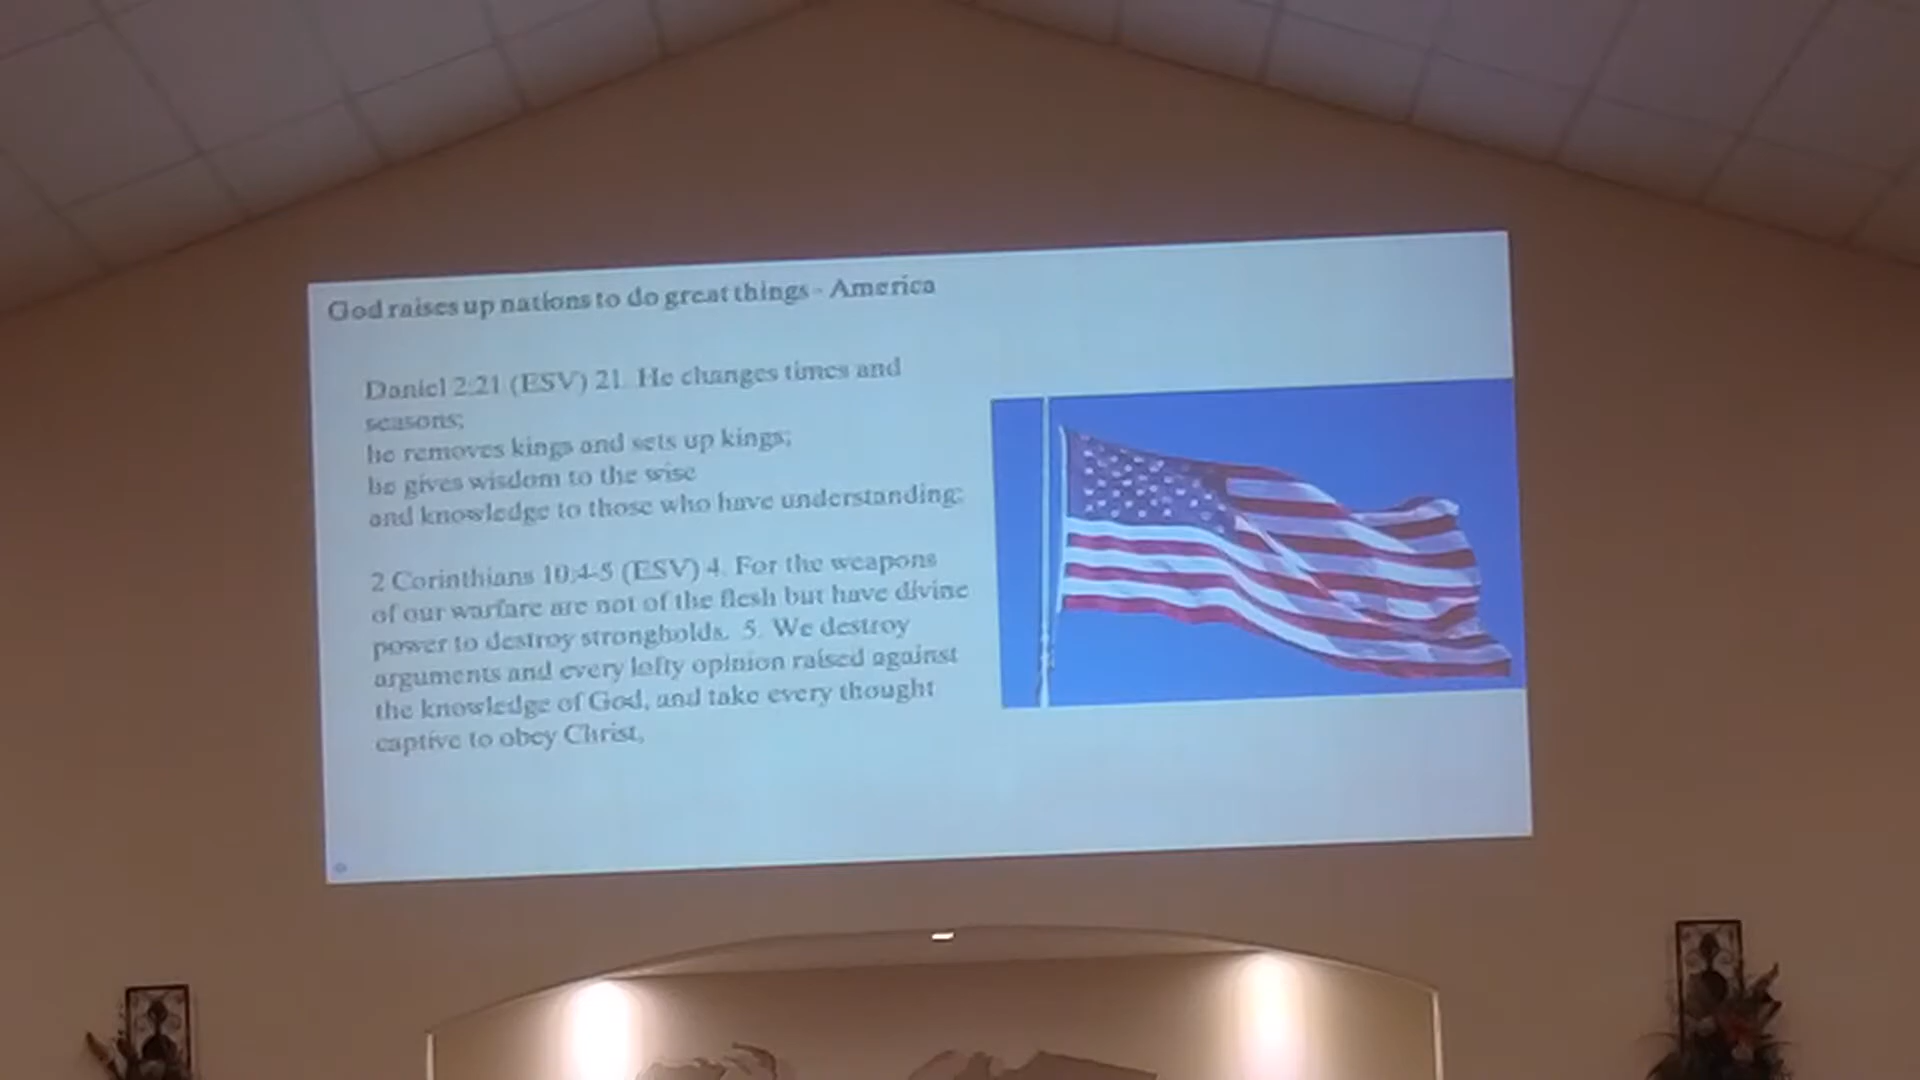 God raises up nations to do great things - America
Daniel 2:21 (ESV) 21. He changes times and
seasons;
he removes kings and sets up kings;
he gives wisdom to the wise
and knowledge to those who have understanding;
2 Corinthians 10:4-5 (ESV) 4. For the weapons
of our warfare are not of the flesh but have divine
power to destroy strongholds. 5. We destroy
arguments and every lofty opinion raised against
the knowledge of God, and take every thought
captive to obey Christ,